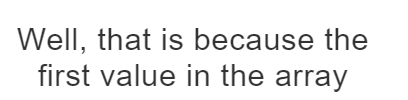 Well, that is because the
first value in the array